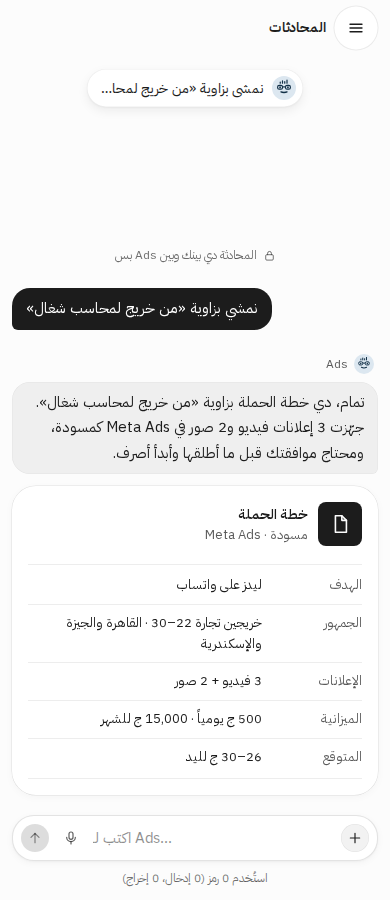 المحادثات
نمشي بزاوية «من خريج لمحا...
المحادثة دي بينك وبين Ads بس
نمشي بزاوية «من خريج لمحاسب شغال»
Ads
تمام، دي خطة الحملة بزاوية «من خريج لمحاسب شغال».
جهّزت 3 إعلانات فيديو و2 صور في Meta Ads كمسودة،
ومحتاج موافقتك قبل ما أطلقها وأبدأ أصرف.
خطة الحملة
مسودة · Meta Ads
الهدف
ليدز على واتساب
الجمهور
خريجين تجارة 22–30 · القاهرة والجيزة
والإسكندرية
الإعلانات
3 فيديو + 2 صور
الميزانية
500 ج يومياً · 15,000 ج للشهر
المتوقع
26–30 ج لليد
اكتب لـ Ads...
استُخدم 0 رمز (0 إدخال، 0 إخراج)